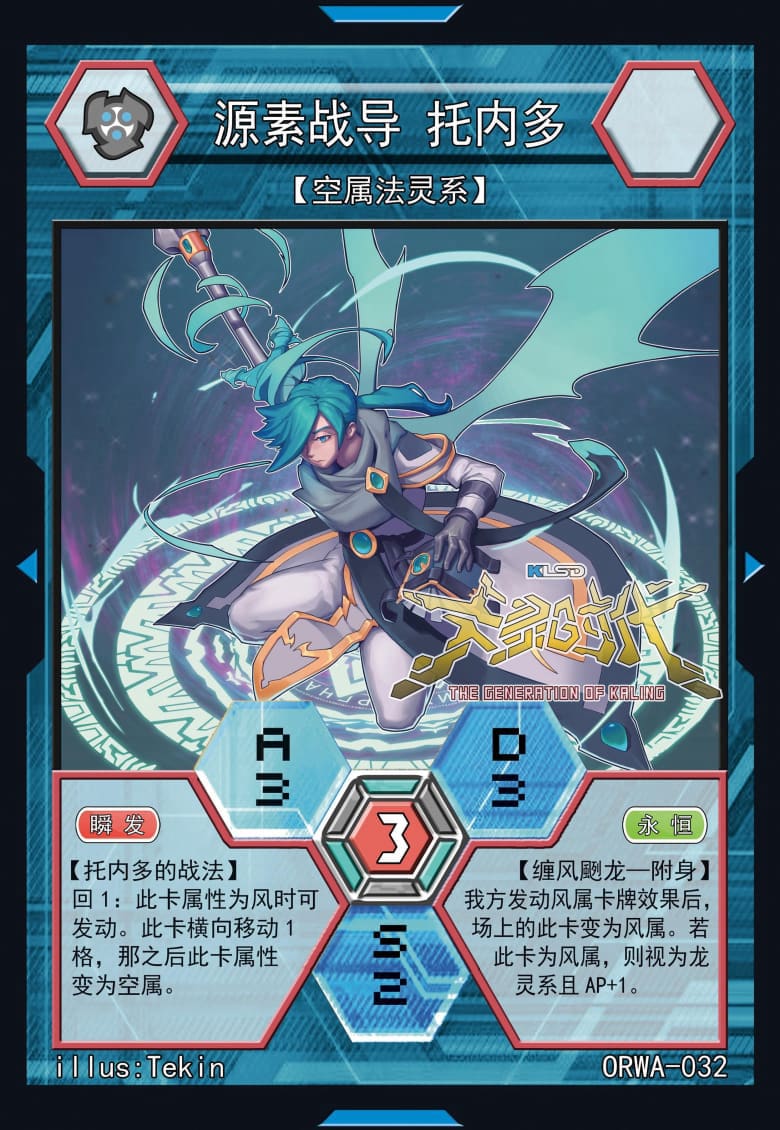 源素战导 托内多
【空属法灵系】
KLSD
THE GENERATION OF KALING
A
3
D
3
3
S
2
瞬发
【托内多的战法】
回1：此卡属性为风时可
发动。此卡横向移动1
格，那之后此卡属性
变为空属。
永恒
【缠风飚龙—附身】
我方发动风属卡牌效果后，
场上的此卡变为风属。若
此卡为风属，则视为龙
灵系且AP+1。
illus:Tekin
ORWA-032